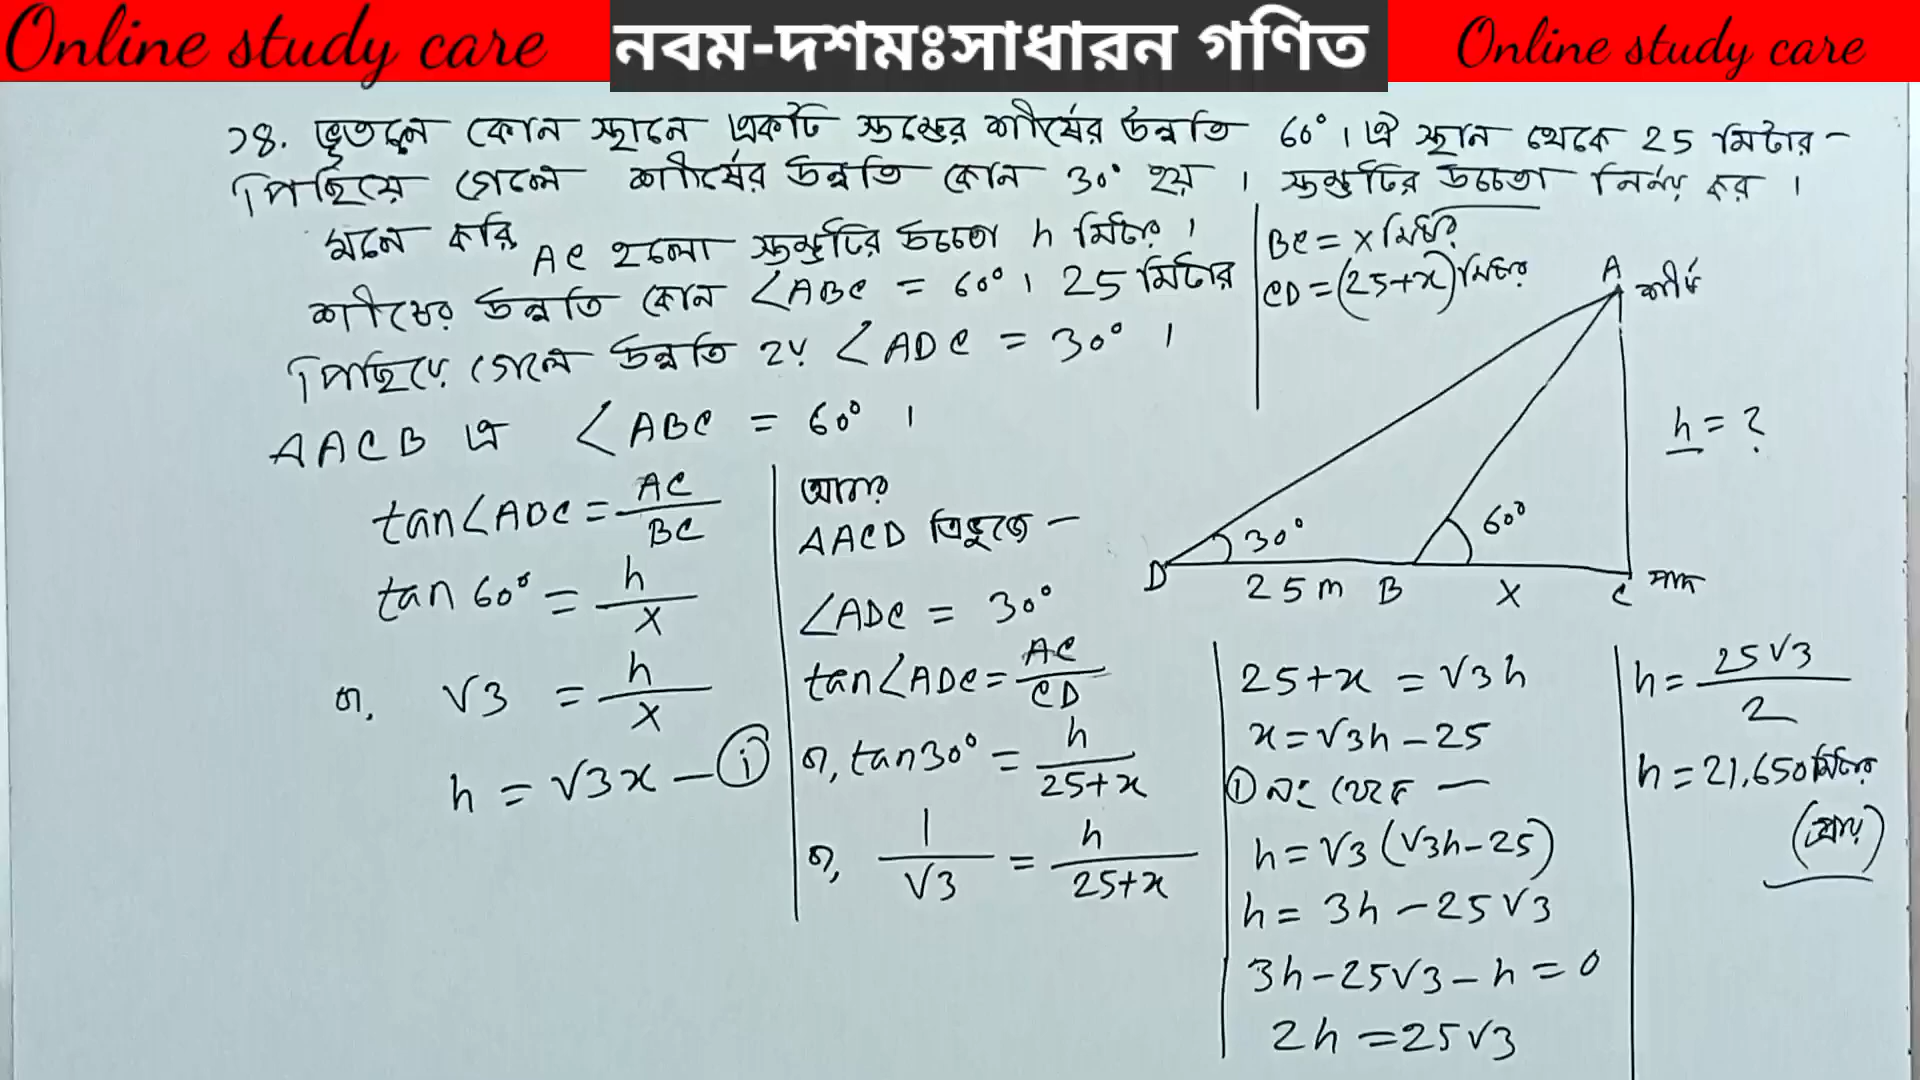 Online study care
নবম-দশমঃসাধারন গণিত
Online study care
১৪. ভূতলে কোন স্থানে একটি স্তম্ভের শীর্ষের উন্নতি 60°। ঐ স্থান থেকে 25 মিটার -
পিছিয়ে গেলে শীর্ষের উন্নতি কোন 30° হয়। স্তম্ভটির উচ্চতা নির্নয় কর।
মনে করি, AC হলো স্তম্ভটির উচ্চতা h মিটার।
শীর্ষের উন্নতি কোন ∠ABC = 60°। 25 মিটার
পিছিয়ে গেলে উন্নতি হয় ∠ADC = 30°।
BC = x মিটার
CD = (25+x) মিটার
A শীর্ষ
h = ?
30°
60°
D 25m B x C পাদ
ΔACB এ ∠ABC = 60°।
tan∠ABC = AC/BC
tan 60° = h/x
বা, √3 = h/x
h = √3x — (i)
আবার
ΔACD ত্রিভুজে —
∠ADC = 30°
tan∠ADC = AC/CD
বা, tan30° = h/25+x
বা, 1/√3 = h/25+x
25+x = √3h
x = √3h - 25
(i) নং থেকে —
h = √3(√3h-25)
h = 3h - 25√3
3h - 25√3 - h = 0
2h = 25√3
h = 25√3/2
h = 21.650 মিটার
(প্রায়)